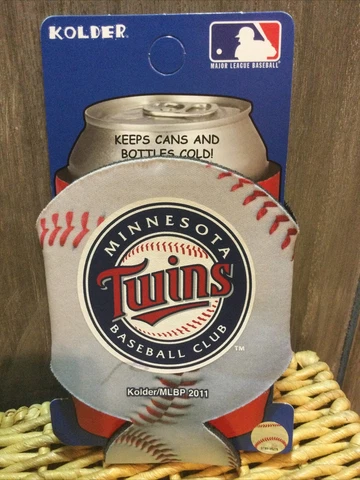 KOLDER
MAJOR LEAGUE BASEBALL
KEEPS CANS AND
BOTTLES COLD!
MINNESOTA
Twins
BASEBALL CLUB
TM
Kolder/MLBP 2011